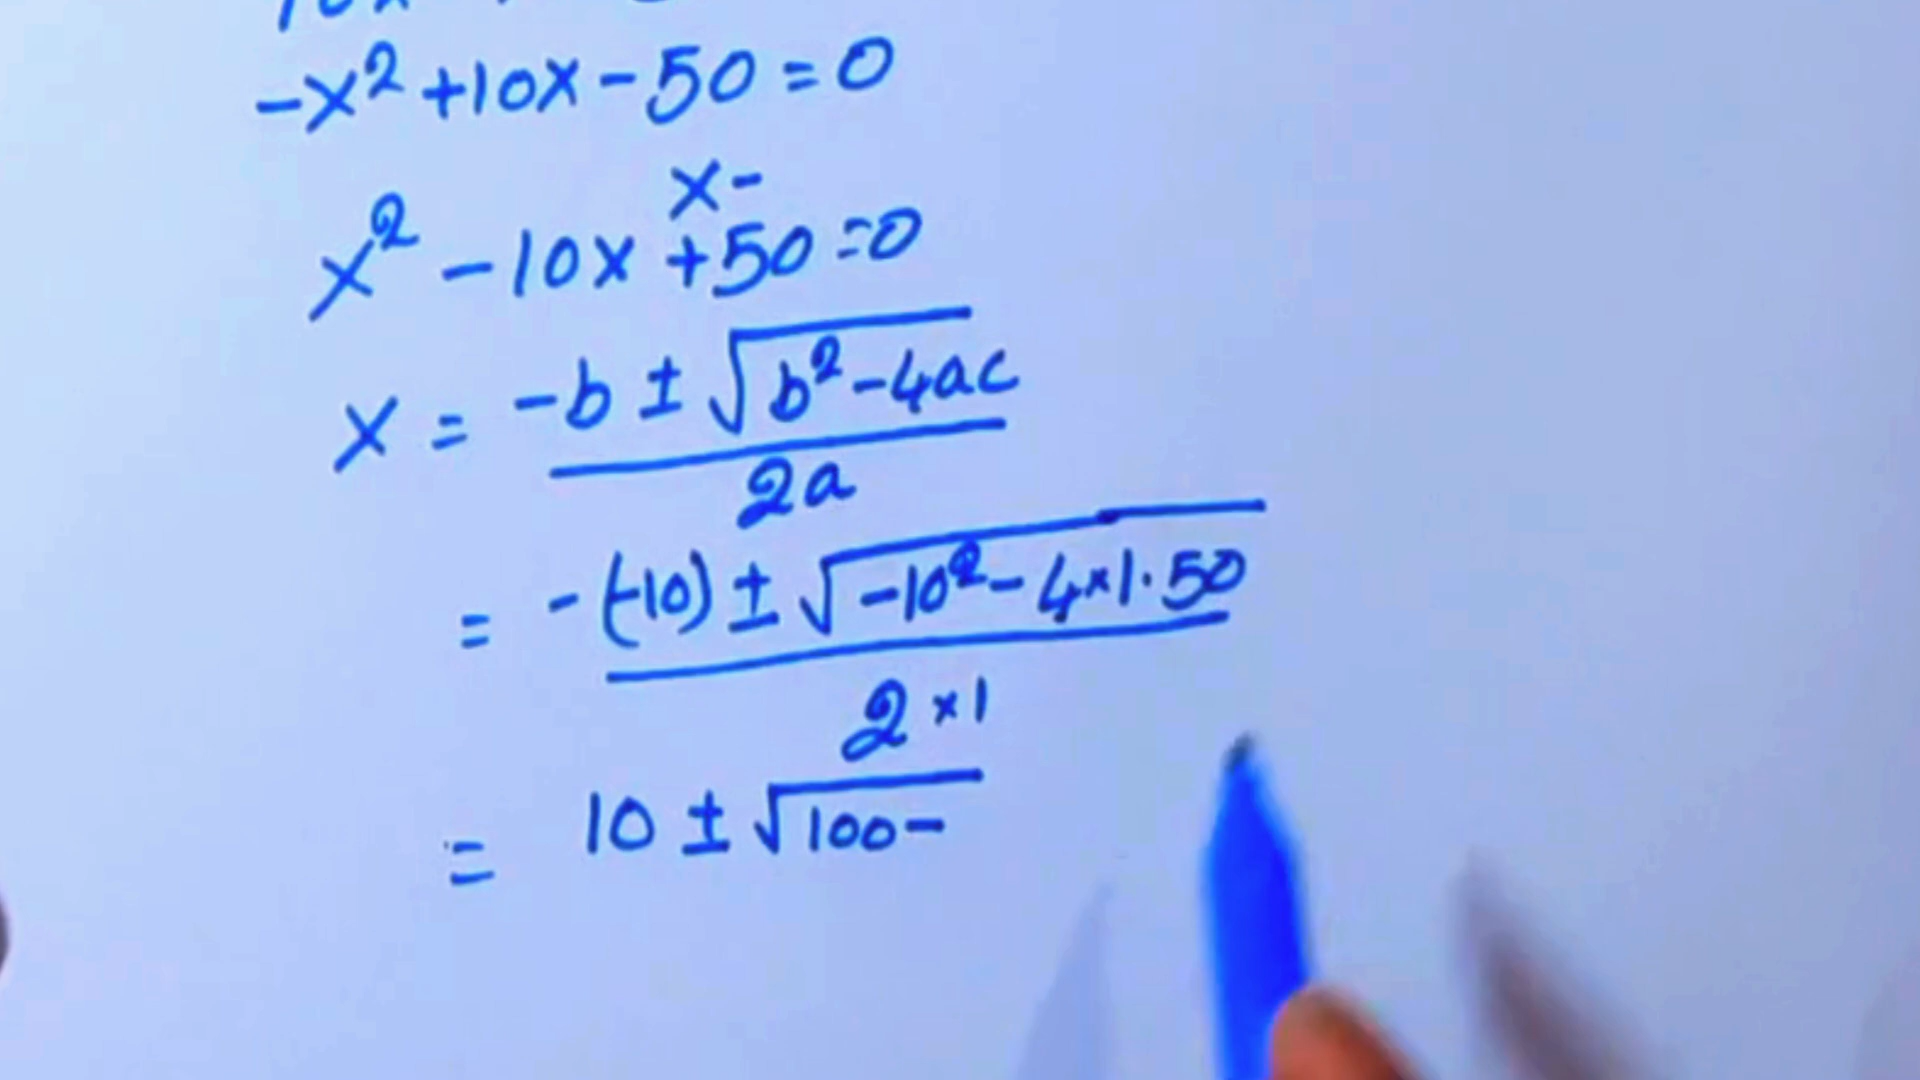 -x²+10x-50=0
x-
x²-10x+50=0
x = -b±√b²-4ac
2a
= -(-10)±√-10²-4×1·50
2×1
= 10±√100-